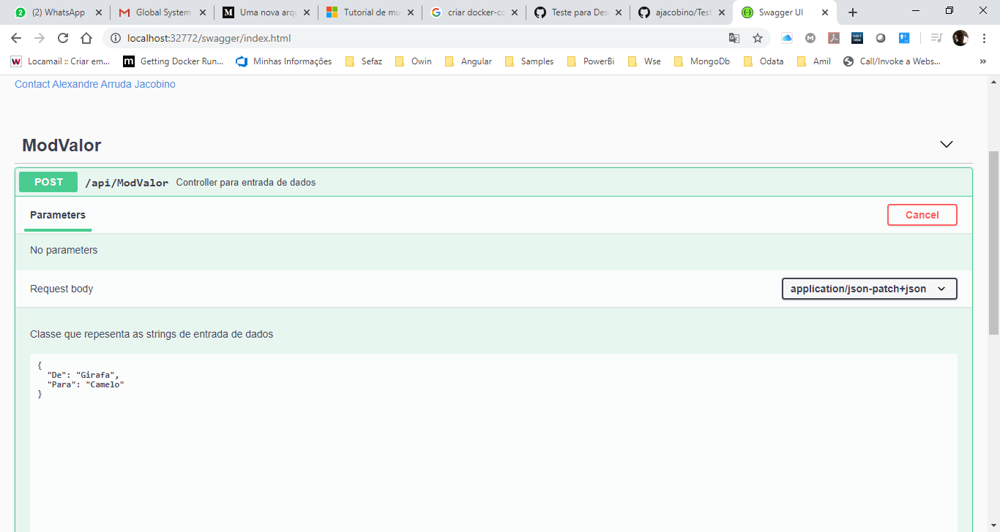 2 (2) WhatsApp
Global System
Uma nova arq
Tutorial de mu
criar docker-co
Teste para Des
ajacobino/Test
Swagger UI
localhost:32772/swagger/index.html
Locamail :: Criar em...
Getting Docker Run...
Minhas Informações
Sefaz
Owin
Angular
Samples
PowerBi
Wse
MongoDb
Odata
Amil
Call/Invoke a Webs...
»
Contact Alexandre Arruda Jacobino
ModValor
POST /api/ModValor Controller para entrada de dados
Parameters
Cancel
No parameters
Request body
application/json-patch+json
Classe que repesenta as strings de entrada de dados
{
"De": "Girafa",
"Para": "Camelo"
}